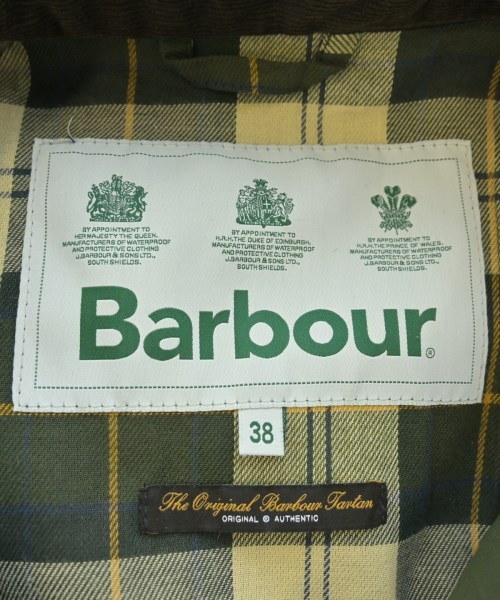 BY APPOINTMENT TO
HER MAJESTY THE QUEEN.
MANUFACTURERS OF WATERPROOF
AND PROTECTIVE CLOTHING
J.BARBOUR & SONS LTD.,
SOUTH SHIELDS.
BY APPOINTMENT TO
H.R.H. THE DUKE OF EDINBURGH.
MANUFACTURERS OF WATERPROOF
AND PROTECTIVE CLOTHING
J.BARBOUR & SONS LTD.,
SOUTH SHIELDS.
BY APPOINTMENT TO
H.R.H. THE PRINCE OF WALES.
MANUFACTURERS OF WATERPROOF
AND PROTECTIVE CLOTHING
J.BARBOUR & SONS LTD.,
SOUTH SHIELDS.
Barbour®
38
The Original Barbour Tartan
ORIGINAL ® AUTHENTIC